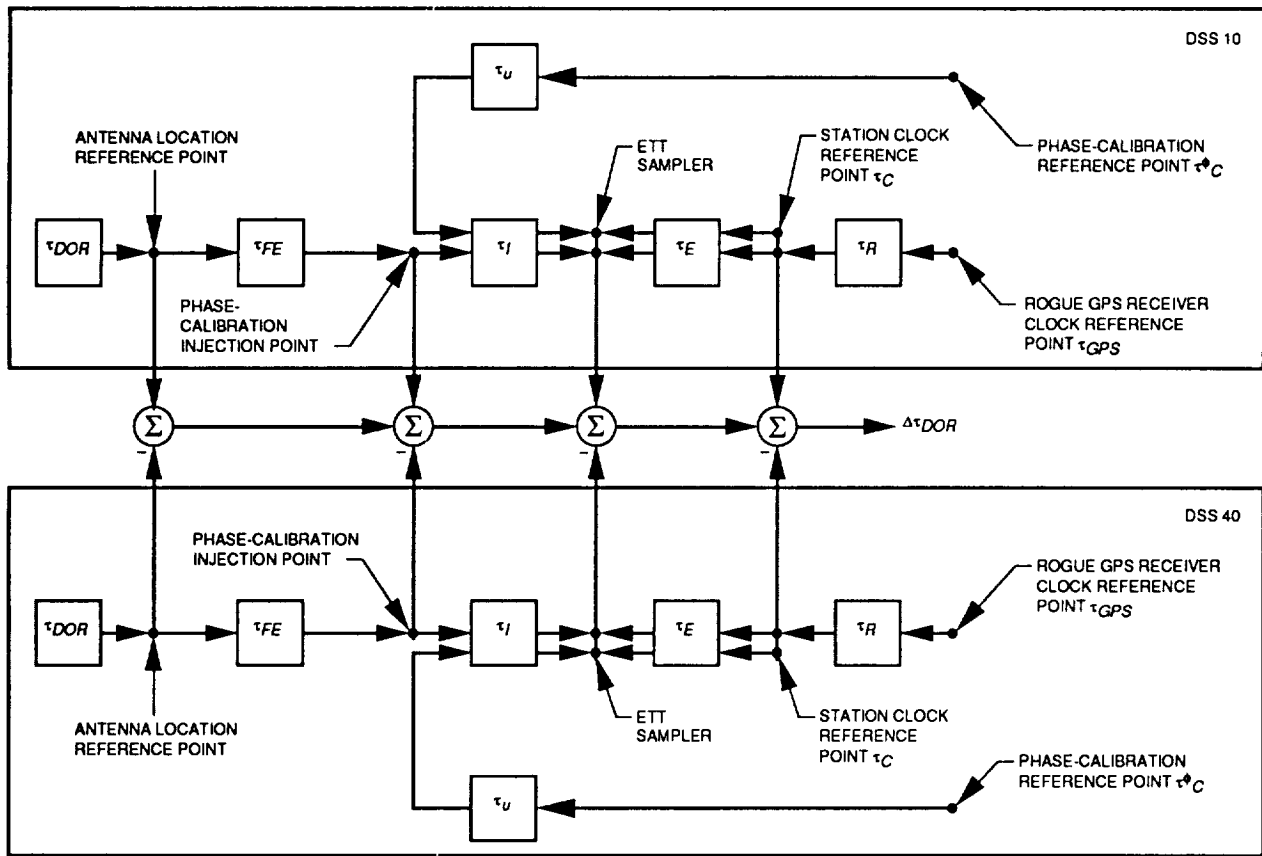 DSS 10
τu
ANTENNA LOCATION
REFERENCE POINT
ETT
SAMPLER
STATION CLOCK
REFERENCE
POINT τC
PHASE-CALIBRATION
REFERENCE POINT τϕC
τDOR
τFE
τI
τE
τR
PHASE-
CALIBRATION
INJECTION POINT
ROGUE GPS RECEIVER
CLOCK REFERENCE
POINT τGPS
Σ
Σ
Σ
Σ
ΔτDOR
-
-
-
-
DSS 40
PHASE-CALIBRATION
INJECTION POINT
ROGUE GPS RECEIVER
CLOCK REFERENCE
POINT τGPS
τDOR
τFE
τI
τE
τR
ANTENNA LOCATION
REFERENCE POINT
ETT
SAMPLER
STATION CLOCK
REFERENCE
POINT τC
PHASE-CALIBRATION
REFERENCE POINT τϕC
τu